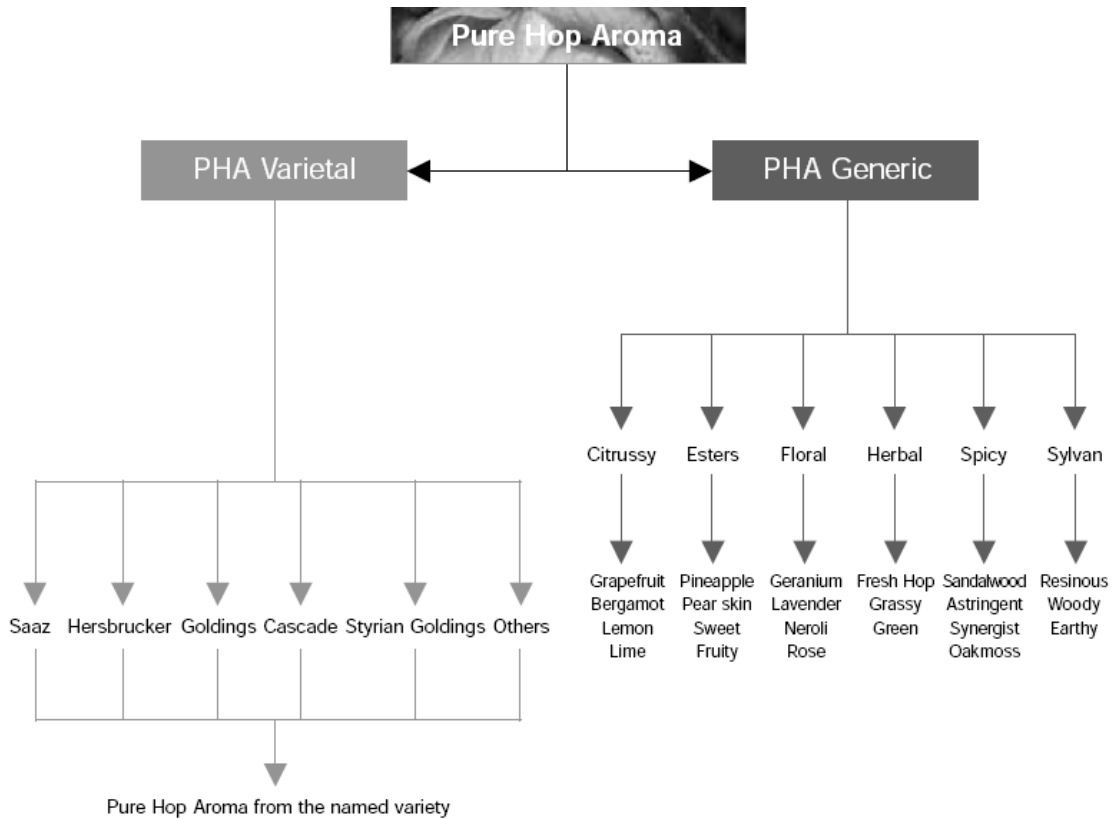 Pure Hop Aroma
PHA Varietal
PHA Generic
Citrussy Esters Floral Herbal Spicy Sylvan
Grapefruit Pineapple Geranium Fresh Hop Sandalwood Resinous
Bergamot Pear skin Lavender Grassy Astringent Woody
Lemon Sweet Neroli Green Synergist Earthy
Lime Fruity Rose Oakmoss
Saaz Hersbrucker Goldings Cascade Styrian Goldings Others
Pure Hop Aroma from the named variety